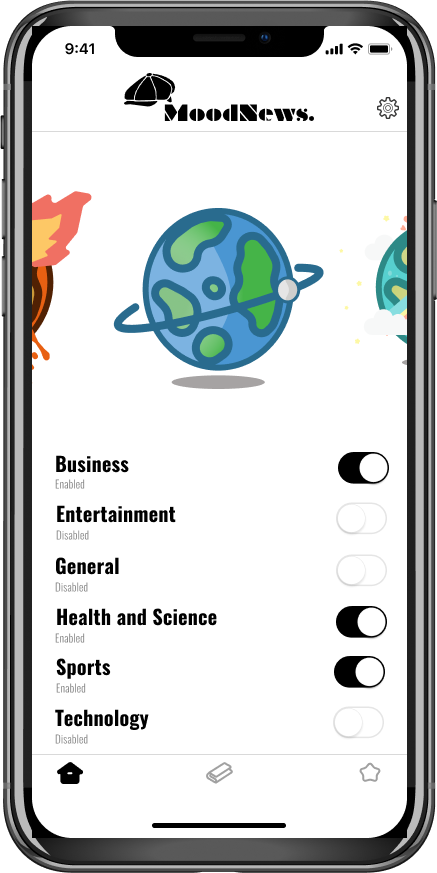 9:41
MoodNews.
Business
Enabled
Entertainment
Disabled
General
Disabled
Health and Science
Enabled
Sports
Enabled
Technology
Disabled